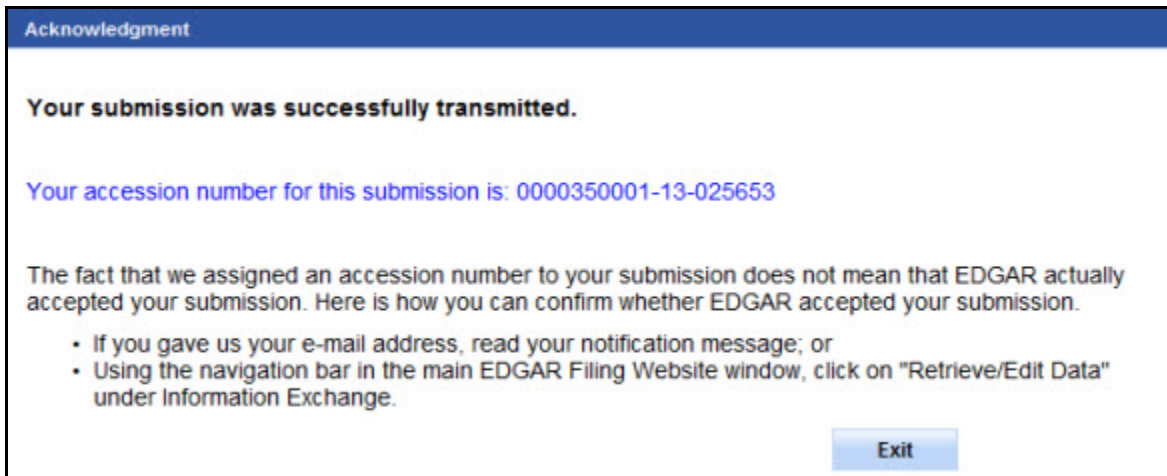 Acknowledgment
Your submission was successfully transmitted.
Your accession number for this submission is: 0000350001-13-025653
The fact that we assigned an accession number to your submission does not mean that EDGAR actually
accepted your submission. Here is how you can confirm whether EDGAR accepted your submission.
• If you gave us your e-mail address, read your notification message; or
• Using the navigation bar in the main EDGAR Filing Website window, click on "Retrieve/Edit Data"
under Information Exchange.
Exit